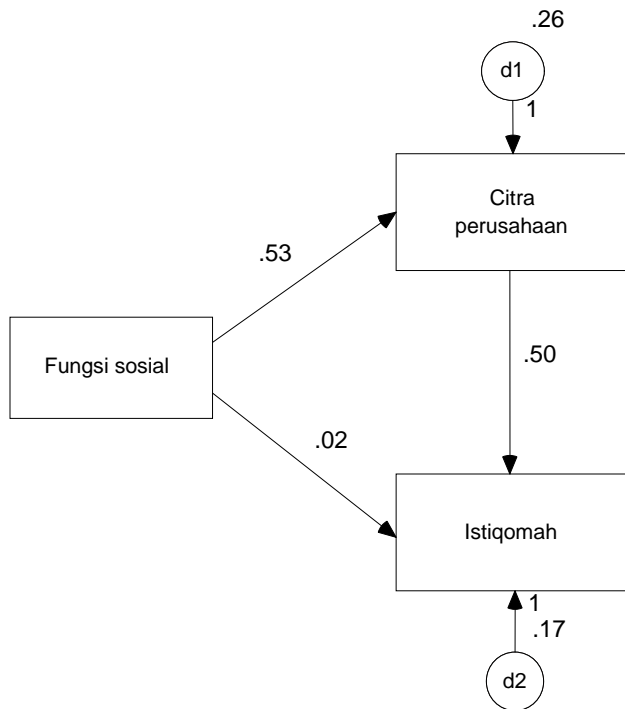 .26
d1
1
Citra
perusahaan
.53
.50
Fungsi sosial
.02
Istiqomah
1
.17
d2